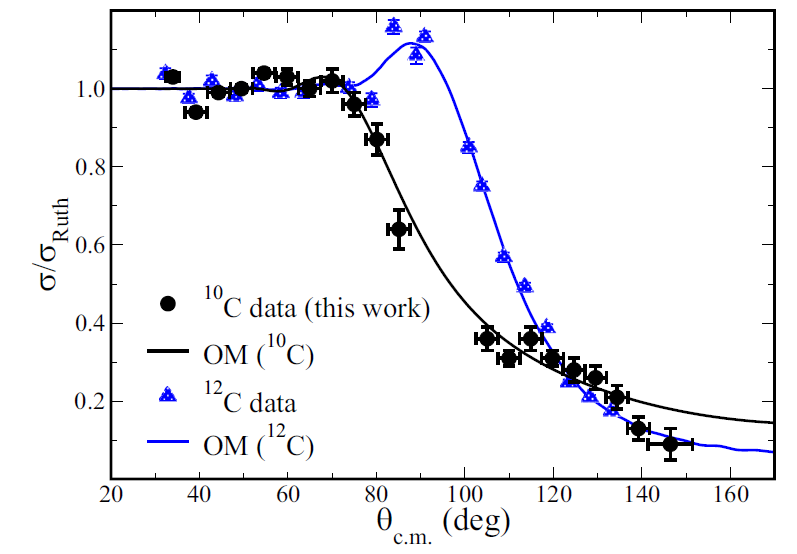 1.0
0.8
0.6
0.4
0.2
σ/σRuth
10C data (this work)
OM (10C)
12C data
OM (12C)
20 40 60 80 100 120 140 160
θc.m. (deg)